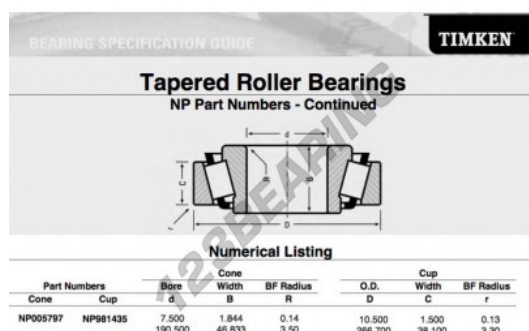 BEARING SPECIFICATION GUIDE
TIMKEN
Tapered Roller Bearings
NP Part Numbers - Continued
d
C
R
B
r
D
123BEARING
Numerical Listing
Cone Cup
Part Numbers Bore Width BF Radius O.D. Width BF Radius
Cone Cup d B R D C r
NP005797 NP981435 7.500 1.844 0.14 10.500 1.500 0.13
190.500 46.833 3.50 266.700 38.100 3.30